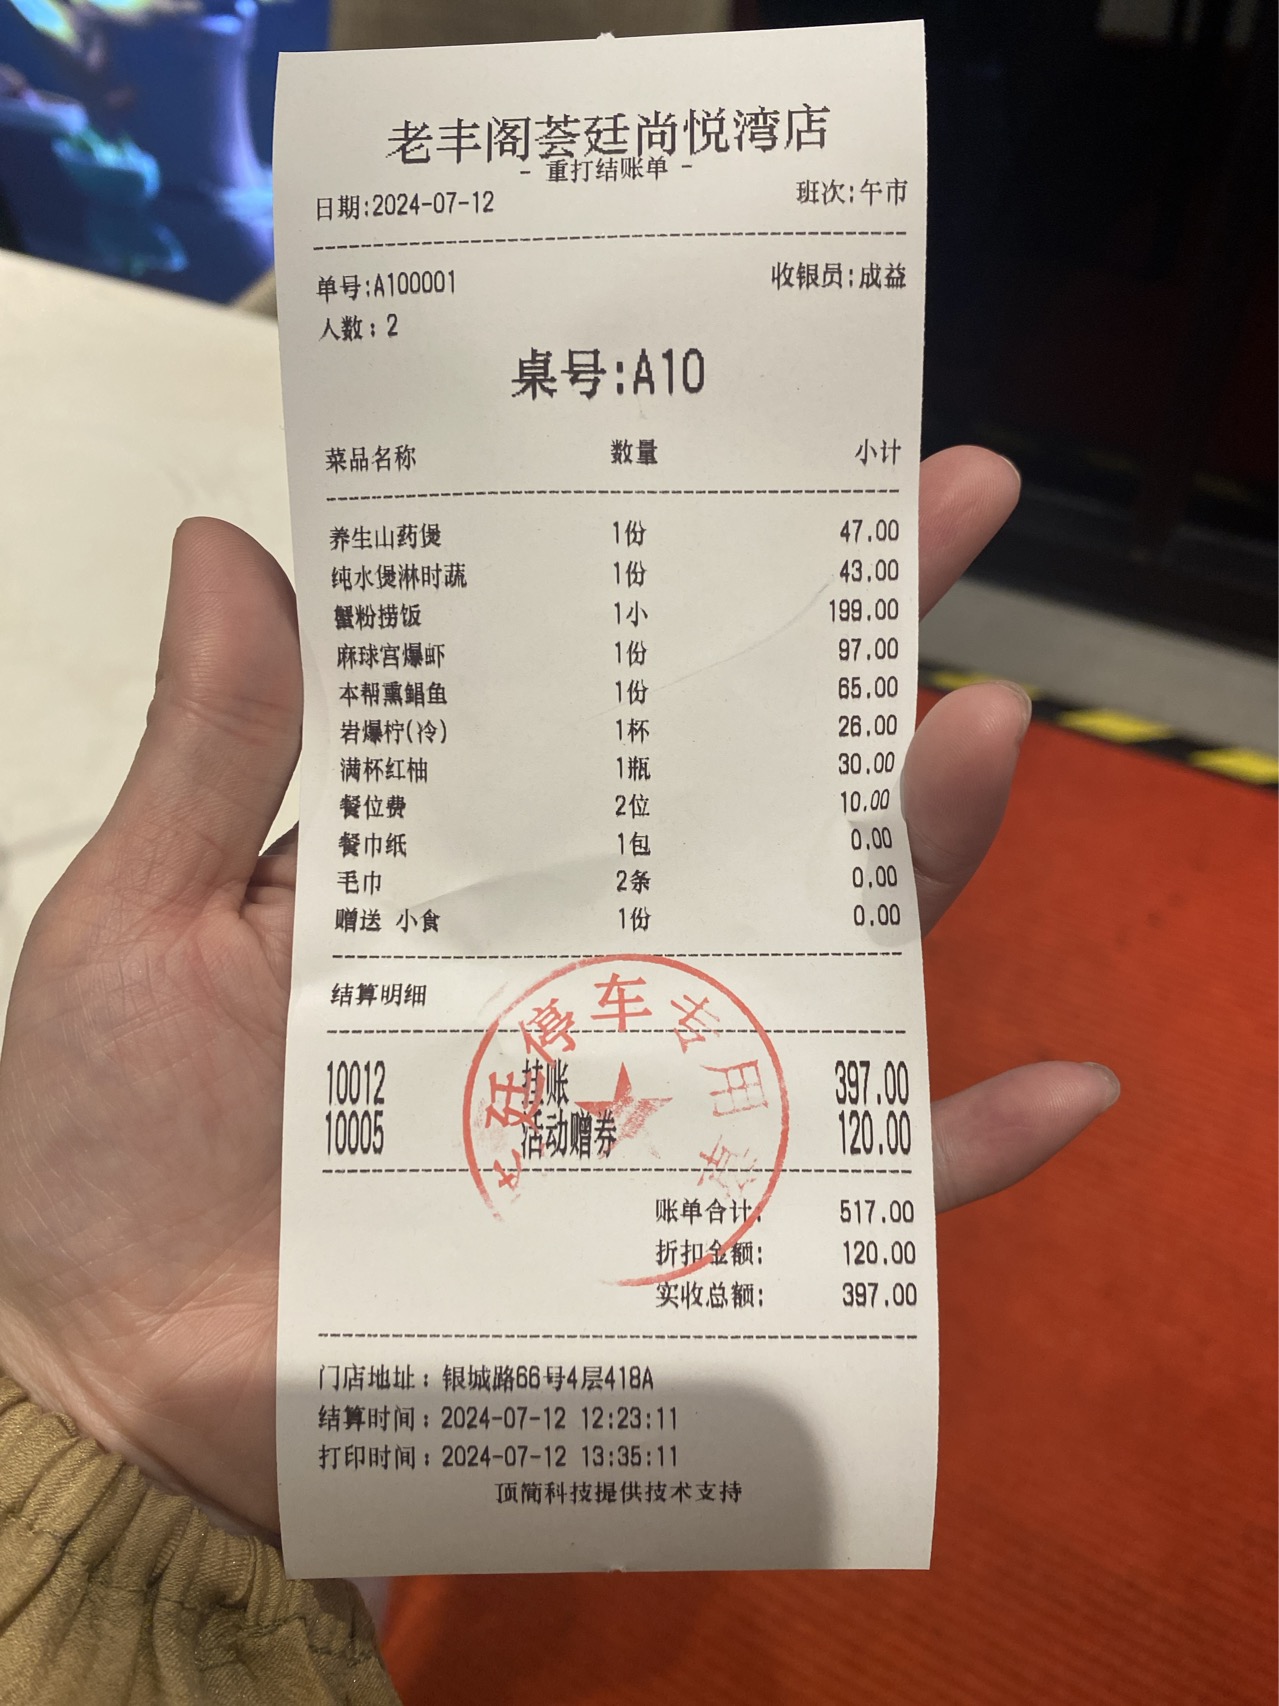 老丰阁荟廷尚悦湾店
- 重打结账单 -
日期:2024-07-12 班次:午市
单号:A100001 收银员:成益
人数:2
桌号:A10
菜品名称 数量 小计
养生山药煲 1份 47.00
纯水煲淋时蔬 1份 43.00
蟹粉捞饭 1小 199.00
麻球宫爆虾 1份 97.00
本帮熏鲳鱼 1份 65.00
岩爆柠(冷) 1杯 26.00
满杯红柚 1瓶 30.00
餐位费 2位 10.00
餐巾纸 1包 0.00
毛巾 2条 0.00
赠送 小食 1份 0.00
结算明细
10012 挂账 397.00
10005 活动赠券 120.00
廷停车专用章
账单合计: 517.00
折扣金额: 120.00
实收总额: 397.00
门店地址:银城路66号4层418A
结算时间:2024-07-12 12:23:11
打印时间:2024-07-12 13:35:11
顶简科技提供技术支持